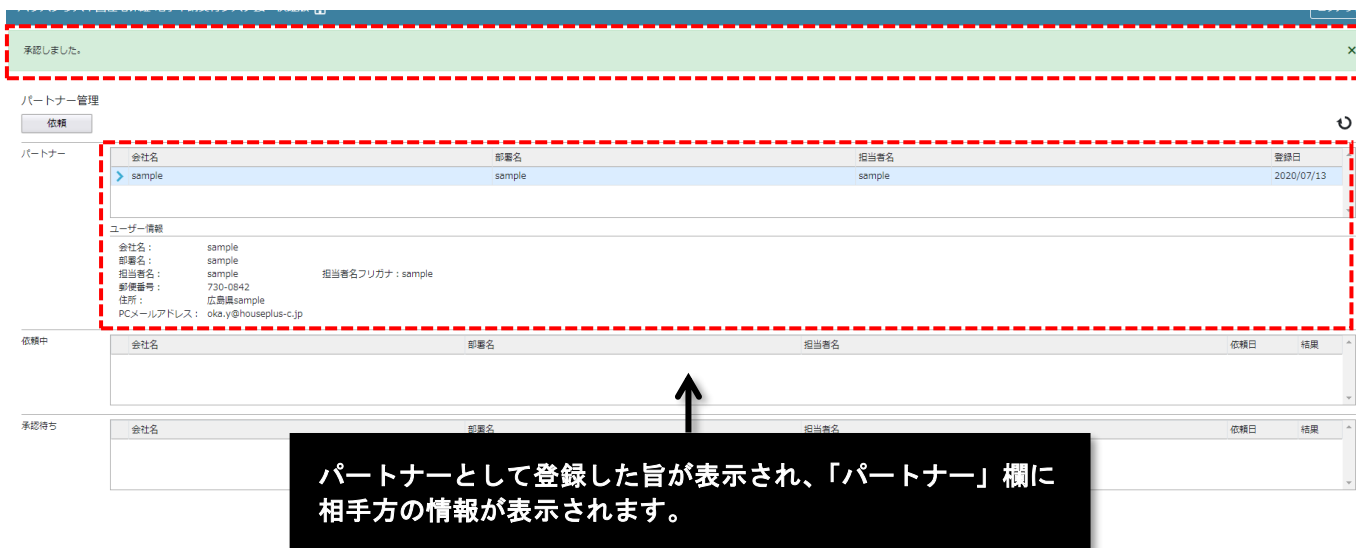 承認しました。 ×
パートナー管理
依頼
パートナー
会社名 部署名 担当者名 登録日
sample sample sample 2020/07/13
ユーザー情報
会社名： sample
部署名： sample
担当者名： sample 担当者名フリガナ：sample
郵便番号： 730-0842
住所： 広島県sample
PCメールアドレス： oka.y@houseplus-c.jp
依頼中
会社名 部署名 担当者名 依頼日 結果
承認待ち
会社名 部署名 担当者名 依頼日 結果
パートナーとして登録した旨が表示され、「パートナー」欄に
相手方の情報が表示されます。